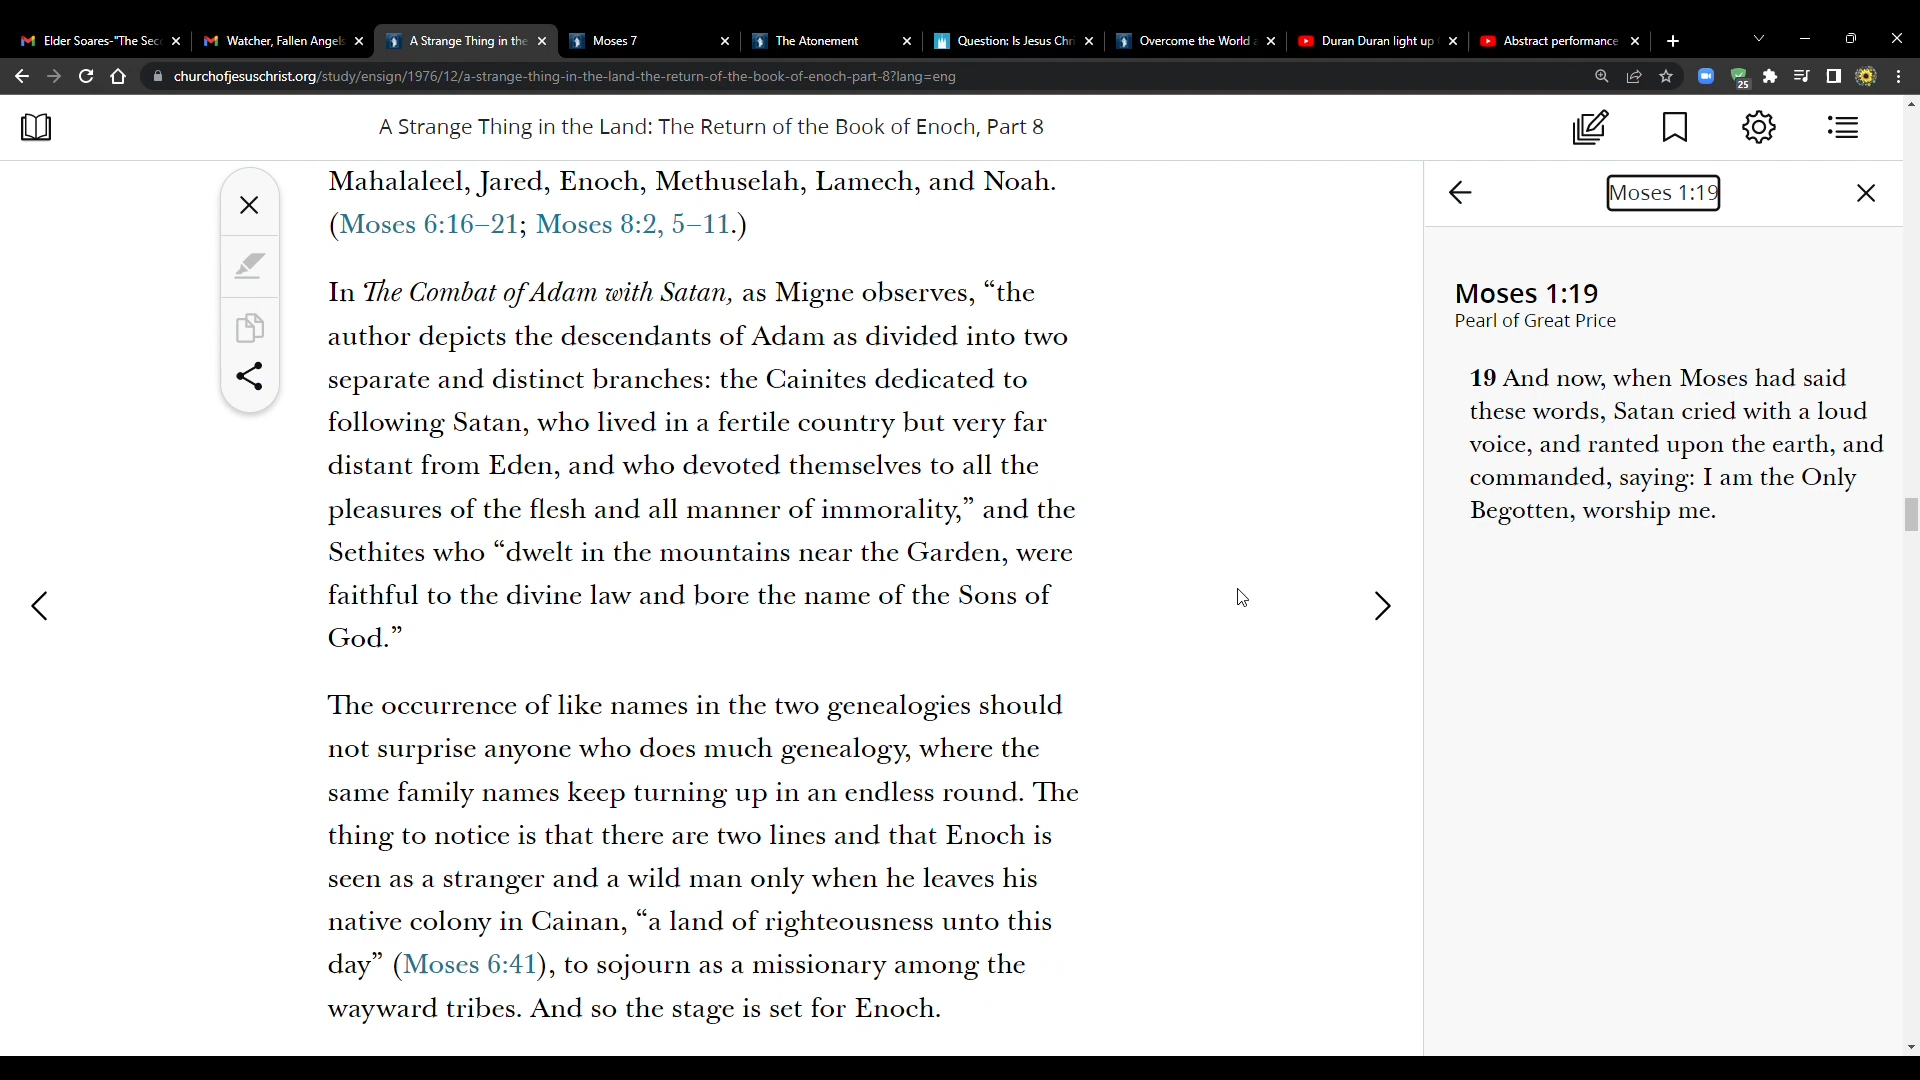 Elder Soares-"The Sec
Watcher, Fallen Angels
A Strange Thing in the
Moses 7
The Atonement
Question: Is Jesus Chri
Overcome the World a
Duran Duran light up
Abstract performance
churchofjesuschrist.org/study/ensign/1976/12/a-strange-thing-in-the-land-the-return-of-the-book-of-enoch-part-8?lang=eng
25
A Strange Thing in the Land: The Return of the Book of Enoch, Part 8
Mahalaleel, Jared, Enoch, Methuselah, Lamech, and Noah.
(Moses 6:16–21; Moses 8:2, 5–11.)
In The Combat of Adam with Satan, as Migne observes, “the
author depicts the descendants of Adam as divided into two
separate and distinct branches: the Cainites dedicated to
following Satan, who lived in a fertile country but very far
distant from Eden, and who devoted themselves to all the
pleasures of the flesh and all manner of immorality,” and the
Sethites who “dwelt in the mountains near the Garden, were
faithful to the divine law and bore the name of the Sons of
God.”
The occurrence of like names in the two genealogies should
not surprise anyone who does much genealogy, where the
same family names keep turning up in an endless round. The
thing to notice is that there are two lines and that Enoch is
seen as a stranger and a wild man only when he leaves his
native colony in Cainan, “a land of righteousness unto this
day” (Moses 6:41), to sojourn as a missionary among the
wayward tribes. And so the stage is set for Enoch.
Moses 1:19
Moses 1:19
Pearl of Great Price
19 And now, when Moses had said
these words, Satan cried with a loud
voice, and ranted upon the earth, and
commanded, saying: I am the Only
Begotten, worship me.